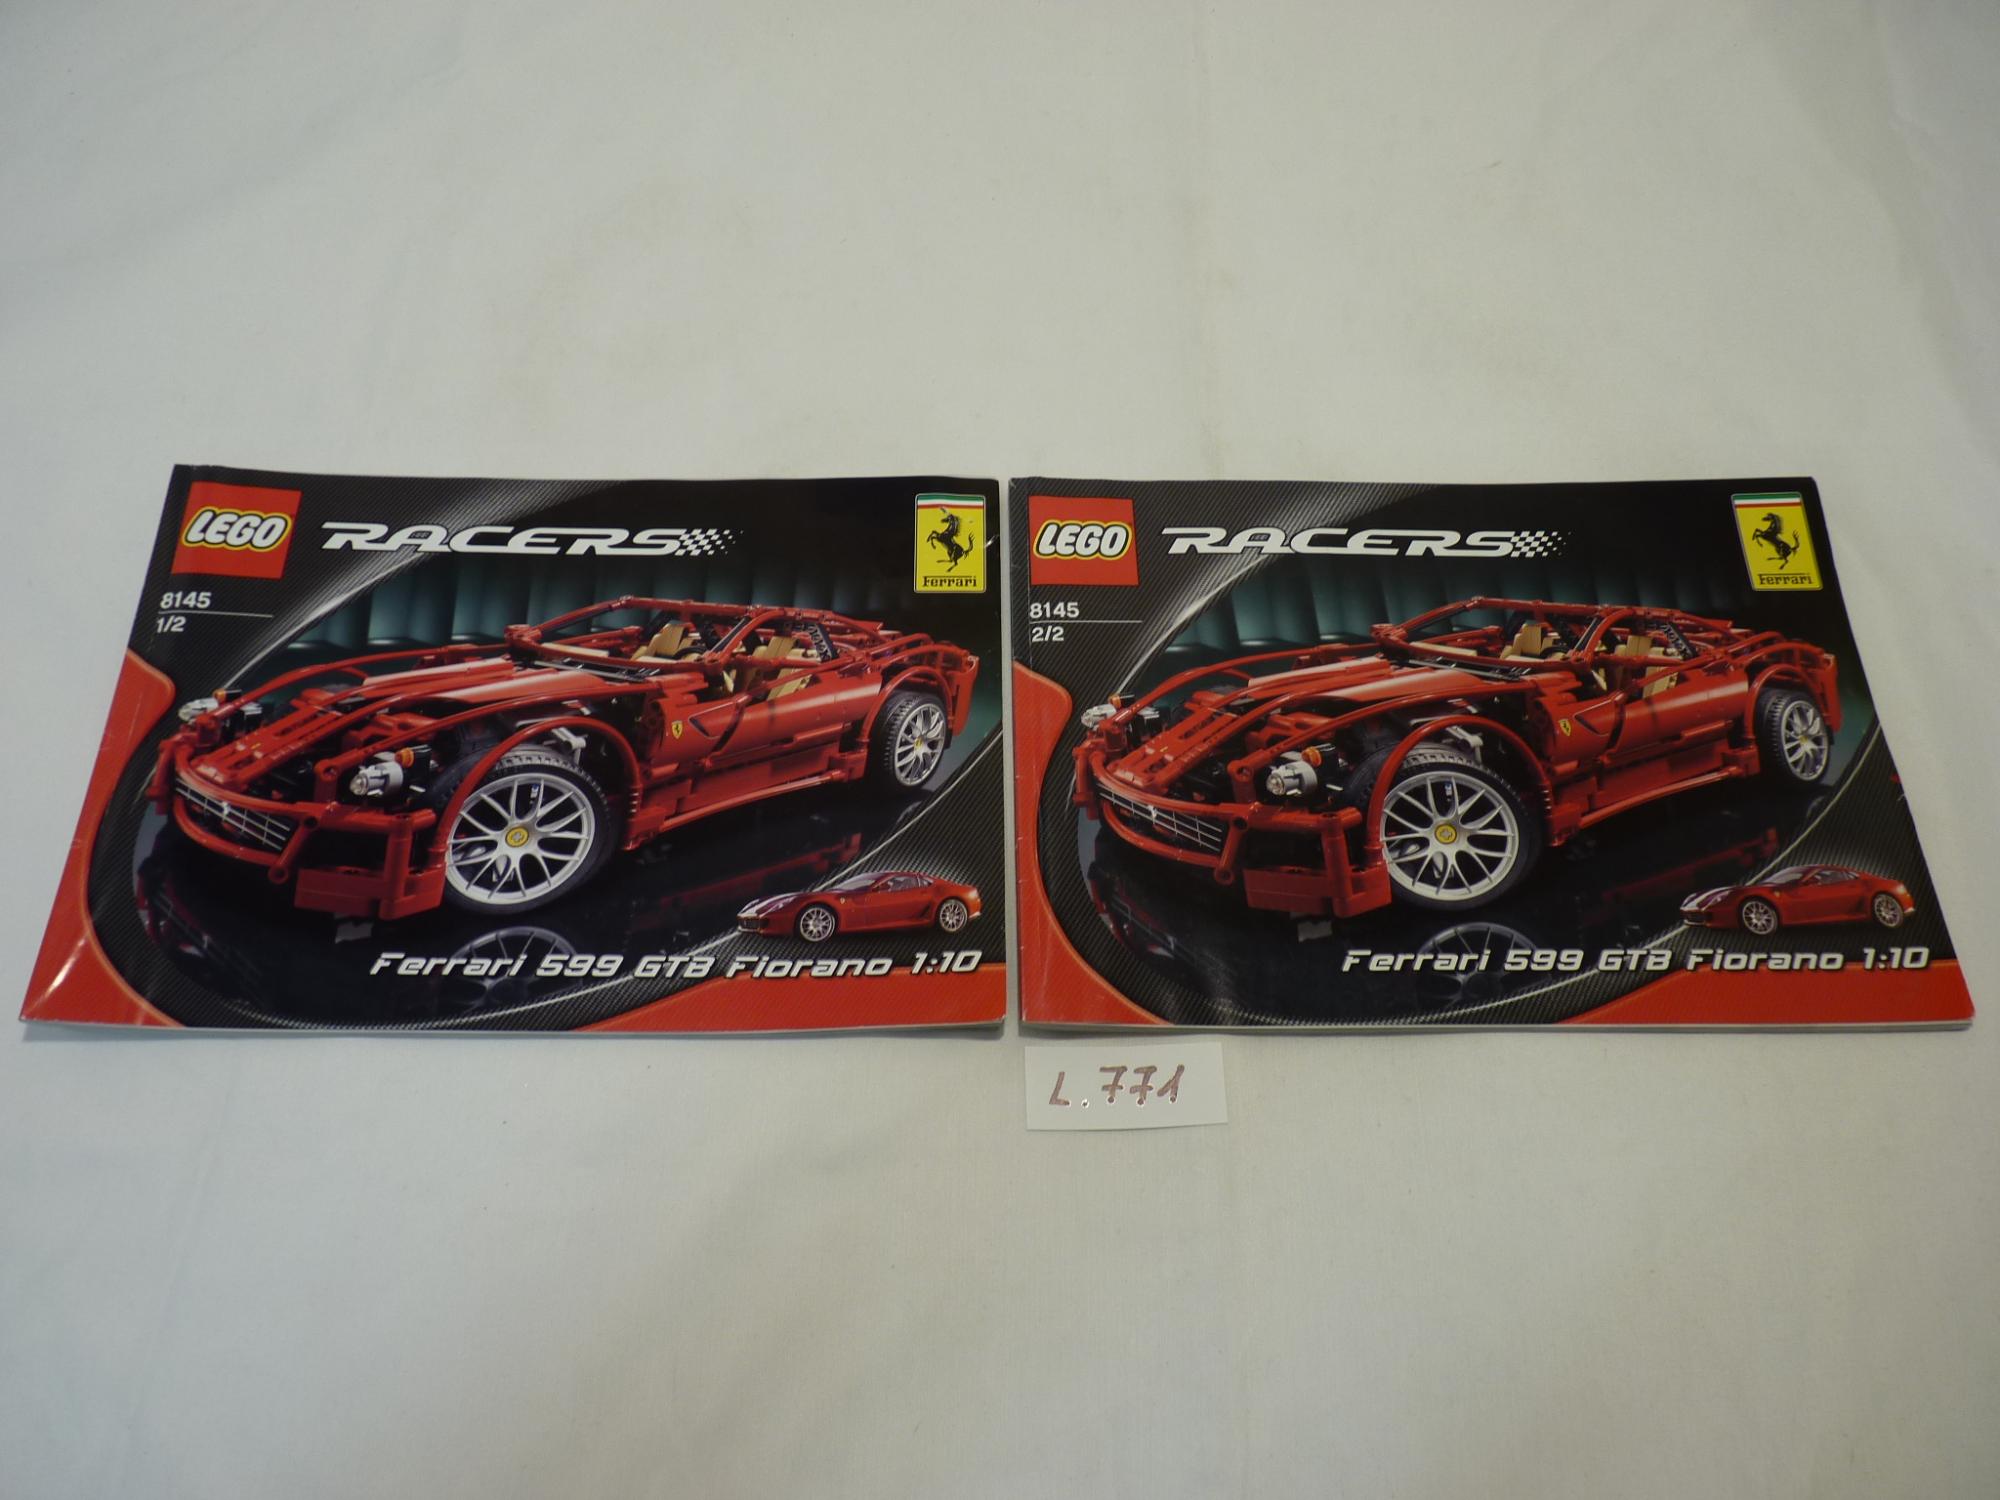 LEGO RACERS
Ferrari
8145
1/2
Ferrari 599 GTB Fiorano 1:10
LEGO RACERS
Ferrari
8145
2/2
Ferrari 599 GTB Fiorano 1:10
L.771